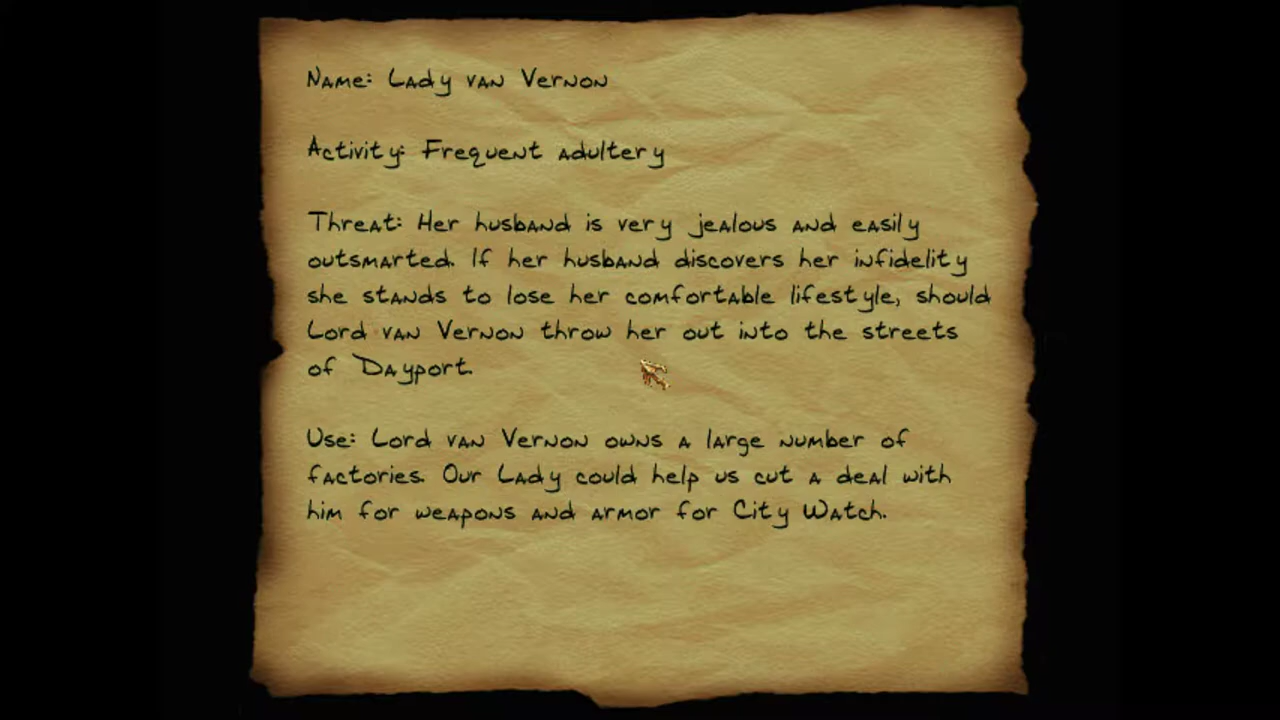 Name: Lady van Vernon
Activity: Frequent adultery
Threat: Her husband is very jealous and easily
outsmarted. If her husband discovers her infidelity
she stands to lose her comfortable lifestyle, should
Lord van Vernon throw her out into the streets
of Dayport.
Use: Lord van Vernon owns a large number of
factories. Our Lady could help us cut a deal with
him for weapons and armor for City Watch.